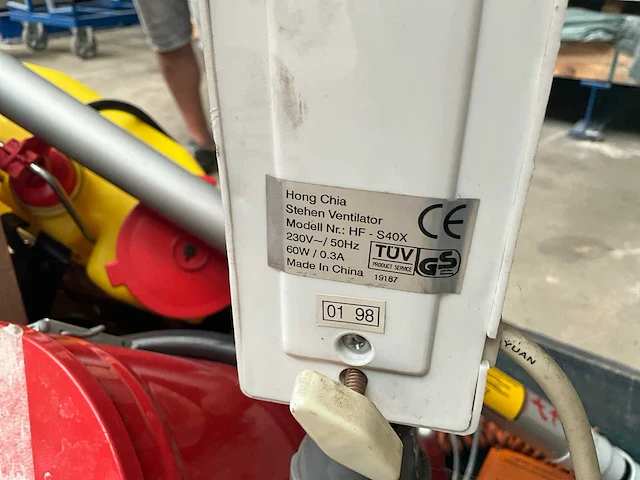 Hong Chia
Stehen Ventilator
Modell Nr.: HF - S40X
230V~/ 50Hz
60W / 0.3A
Made In China
CE
TÜV
PRODUCT SERVICE
GS
19187
01 98
YUAN